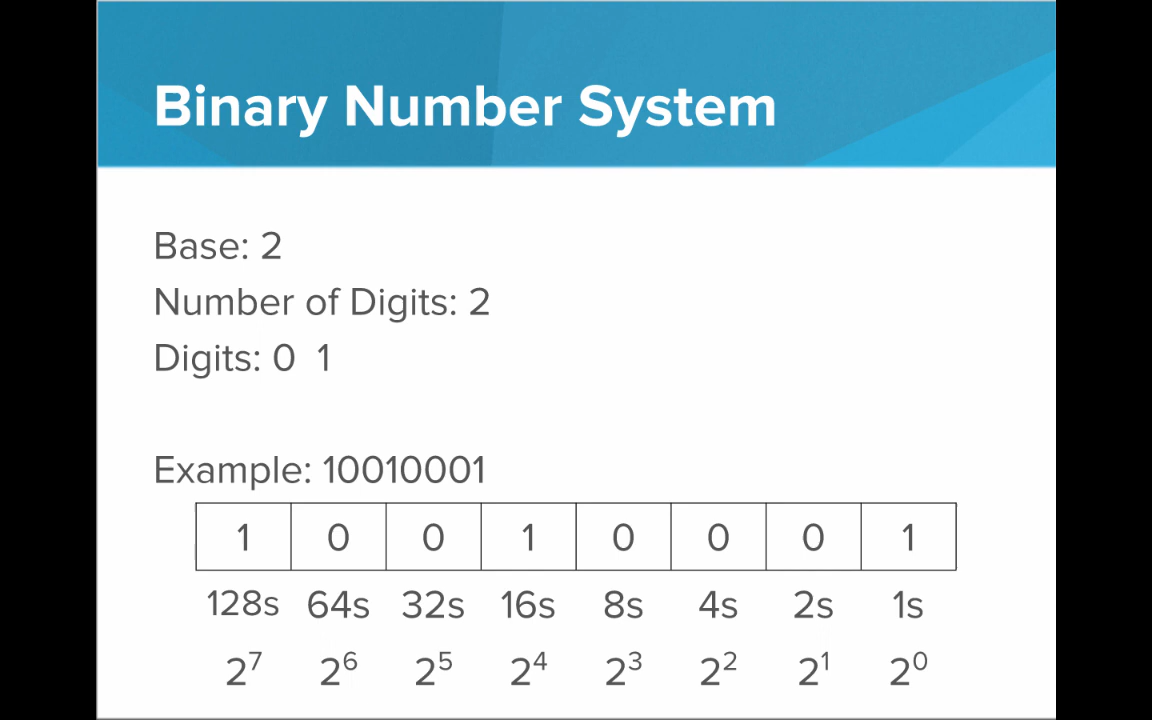 Binary Number System
Base: 2
Number of Digits: 2
Digits: 0 1
Example: 10010001
1 0 0 1 0 0 0 1
128s 64s 32s 16s 8s 4s 2s 1s
2⁷ 2⁶ 2⁵ 2⁴ 2³ 2² 2¹ 2⁰